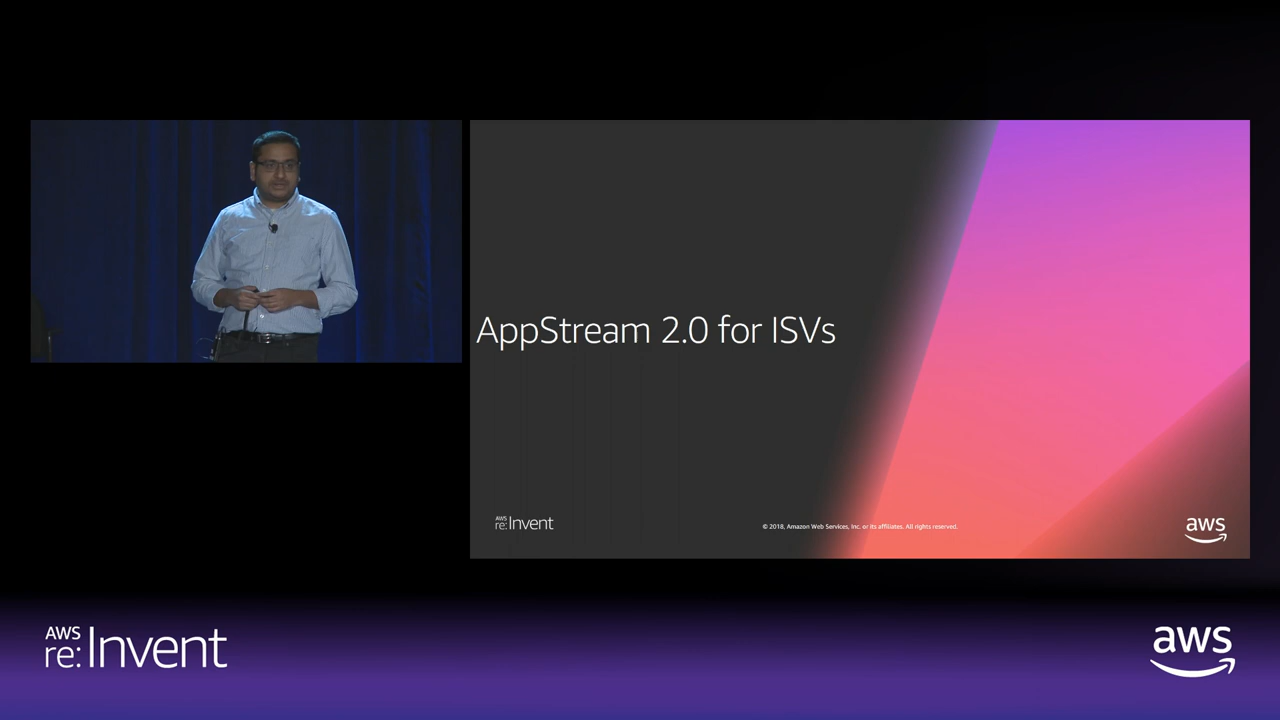 AppStream 2.0 for ISVs
AWS
re:Invent
© 2018, Amazon Web Services, Inc. or its affiliates. All rights reserved.
aws
AWS
re:Invent
aws